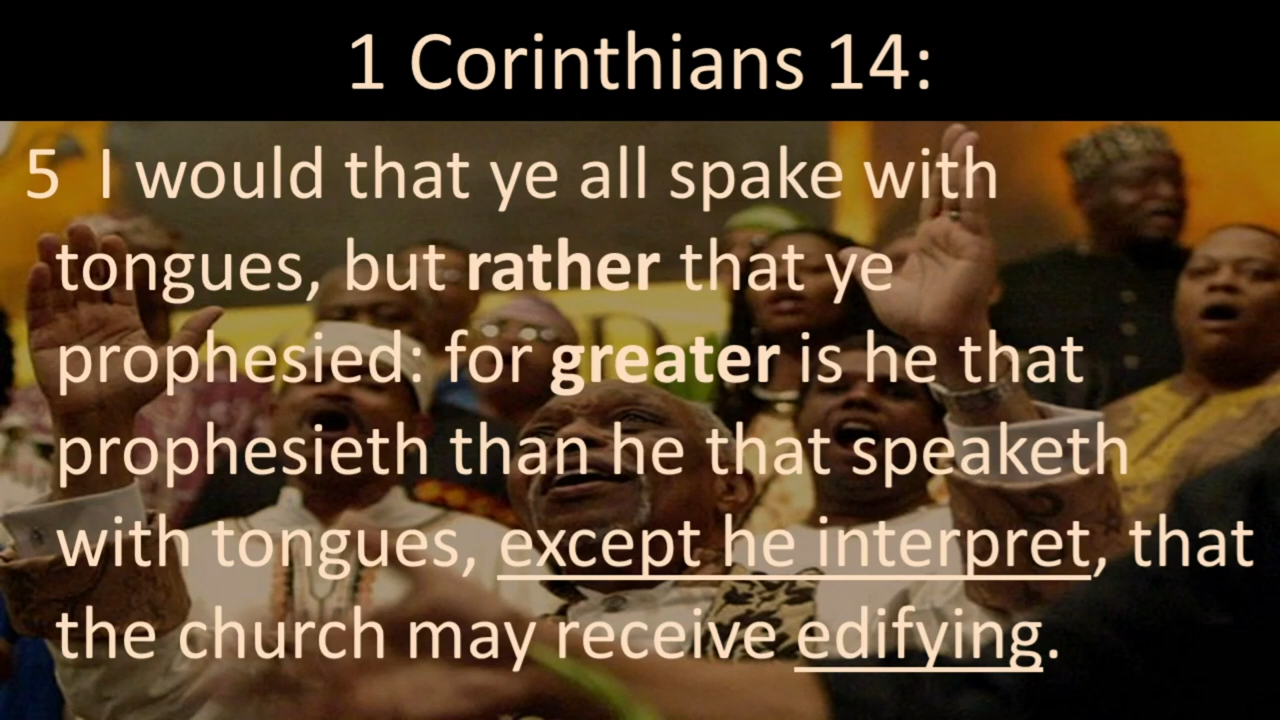 1 Corinthians 14:
5 I would that ye all spake with
tongues, but rather that ye
prophesied: for greater is he that
prophesieth than he that speaketh
with tongues, except he interpret, that
the church may receive edifying.